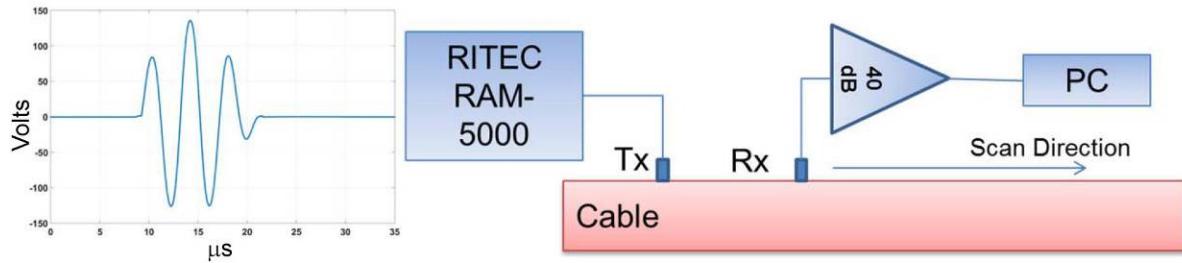 150
100
50
0
-50
-100
-150
Volts
0 5 10 15 20 25 30 35
μs
RITEC
RAM-
5000
Tx
Rx
40
dB
PC
Scan Direction
Cable